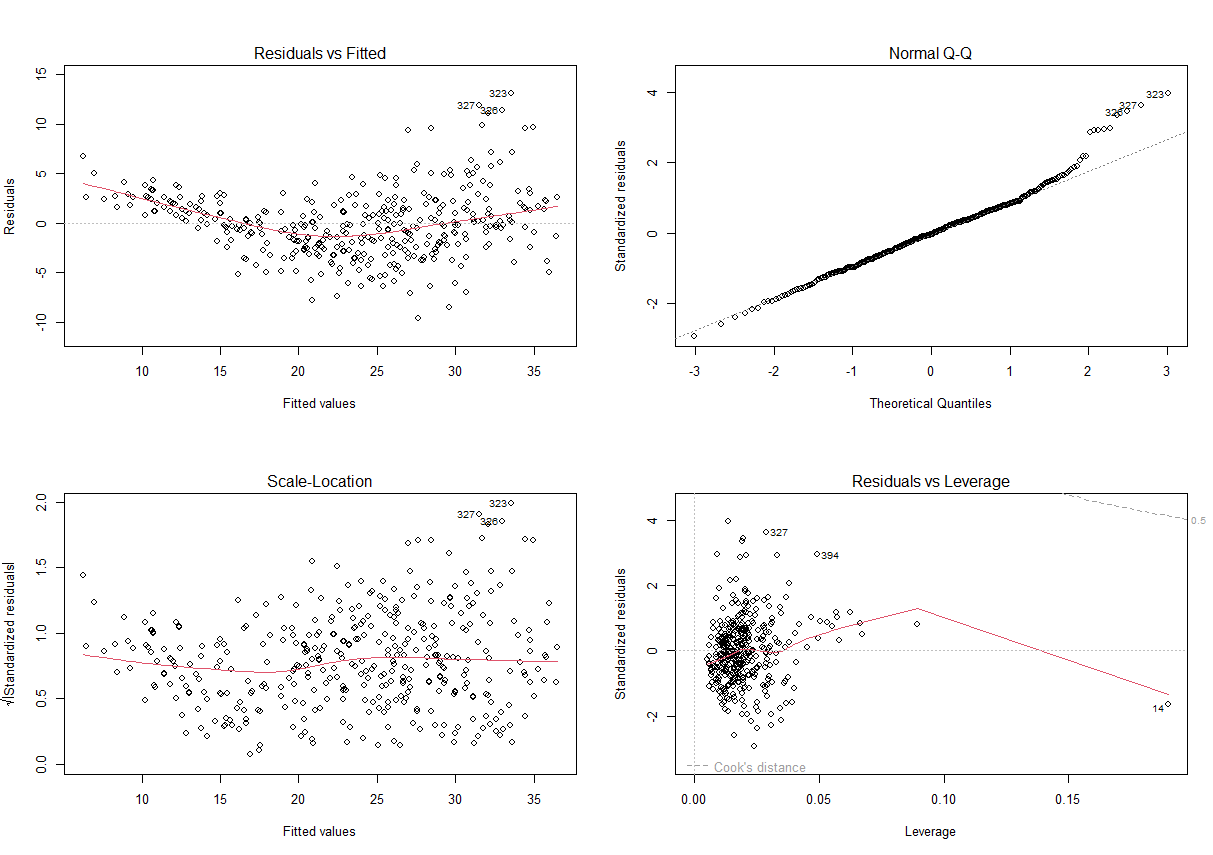 Residuals vs Fitted
Residuals
15
10
5
0
-5
-10
323
327
326
10 15 20 25 30 35
Fitted values
Normal Q-Q
Standardized residuals
4
2
0
-2
323
327
326
-3 -2 -1 0 1 2 3
Theoretical Quantiles
Scale-Location
√|Standardized residuals|
2.0
1.5
1.0
0.5
0.0
323
327
326
10 15 20 25 30 35
Fitted values
Residuals vs Leverage
Standardized residuals
4
2
0
-2
0.5
327
394
14
Cook's distance
0.00 0.05 0.10 0.15
Leverage